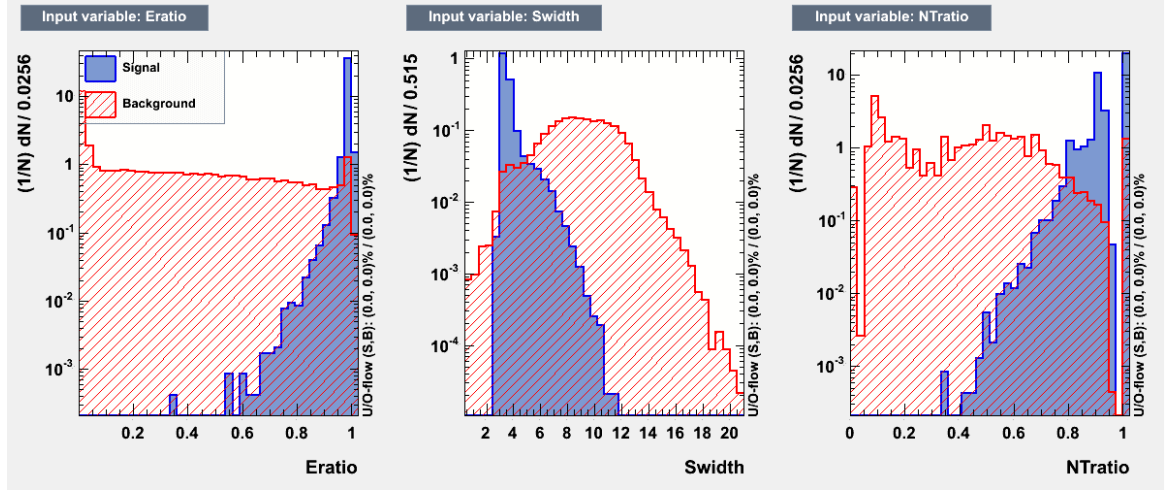 Input variable: Eratio
(1/N) dN / 0.0256
Signal
Background
10
1
10-1
10-2
10-3
0.2 0.4 0.6 0.8 1
Eratio
U/O-flow (S,B): (0.0, 0.0)% / (0.0, 0.0)%
Input variable: Swidth
(1/N) dN / 0.515
1
10-1
10-2
10-3
10-4
2 4 6 8 10 12 14 16 18 20
Swidth
U/O-flow (S,B): (0.0, 0.0)% / (0.0, 0.0)%
Input variable: NTratio
(1/N) dN / 0.0256
10
1
10-1
10-2
10-3
0 0.2 0.4 0.6 0.8 1
NTratio
U/O-flow (S,B): (0.0, 0.0)% / (0.0, 0.0)%